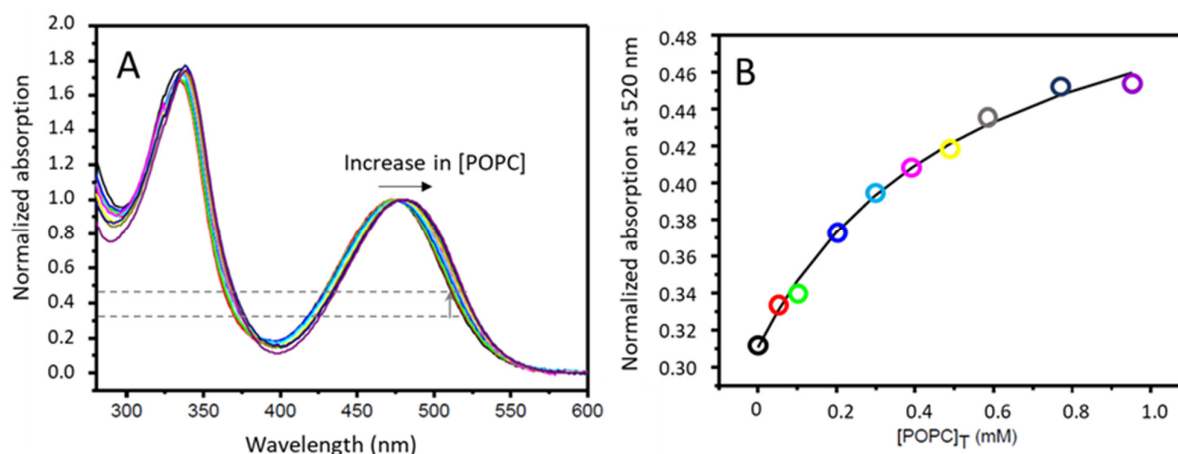 A
Increase in [POPC]
Normalized absorption
2.0
1.8
1.6
1.4
1.2
1.0
0.8
0.6
0.4
0.2
0.0
300 350 400 450 500 550 600
Wavelength (nm)
B
Normalized absorption at 520 nm
0.48
0.46
0.44
0.42
0.40
0.38
0.36
0.34
0.32
0.30
0 0.2 0.4 0.6 0.8 1.0
[POPC]T (mM)